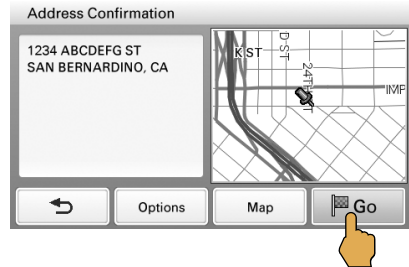 Address Confirmation
1234 ABCDEFG ST
SAN BERNARDINO, CA
K ST
D ST
24TH ST
IMP
Options
Map
Go